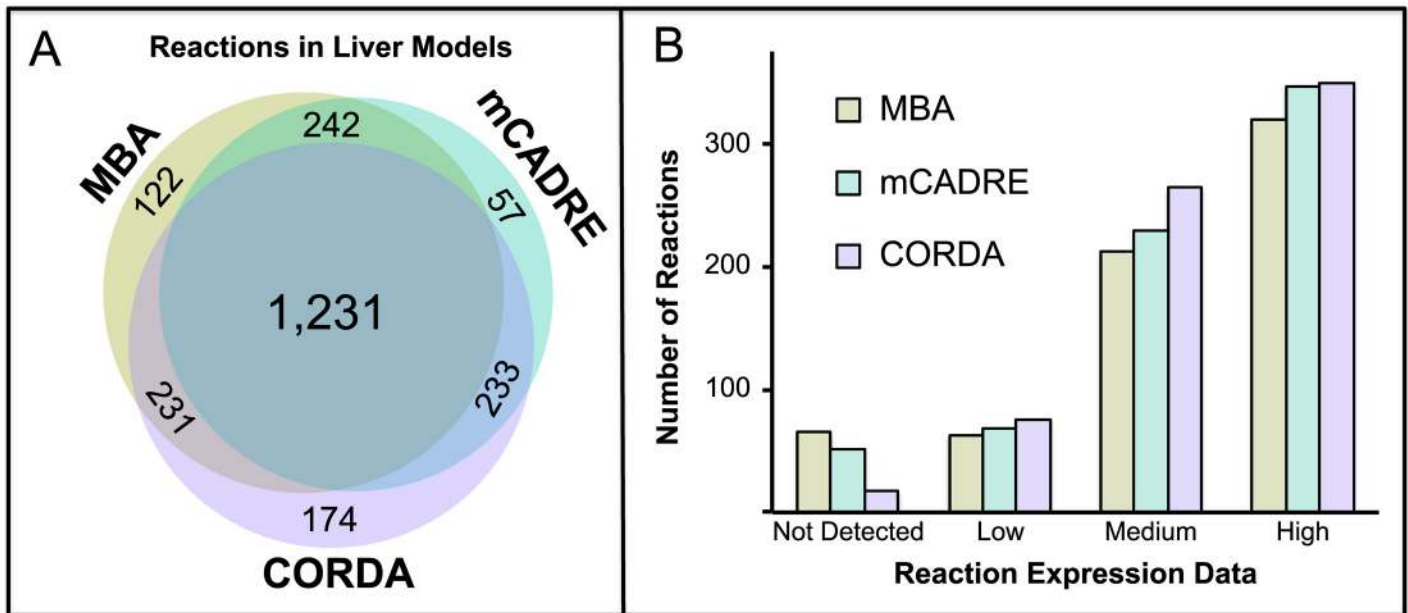 A
Reactions in Liver Models
MBA
mCADRE
CORDA
122
242
57
1,231
231
233
174
B
MBA
mCADRE
CORDA
Number of Reactions
300
200
100
Not Detected
Low
Medium
High
Reaction Expression Data